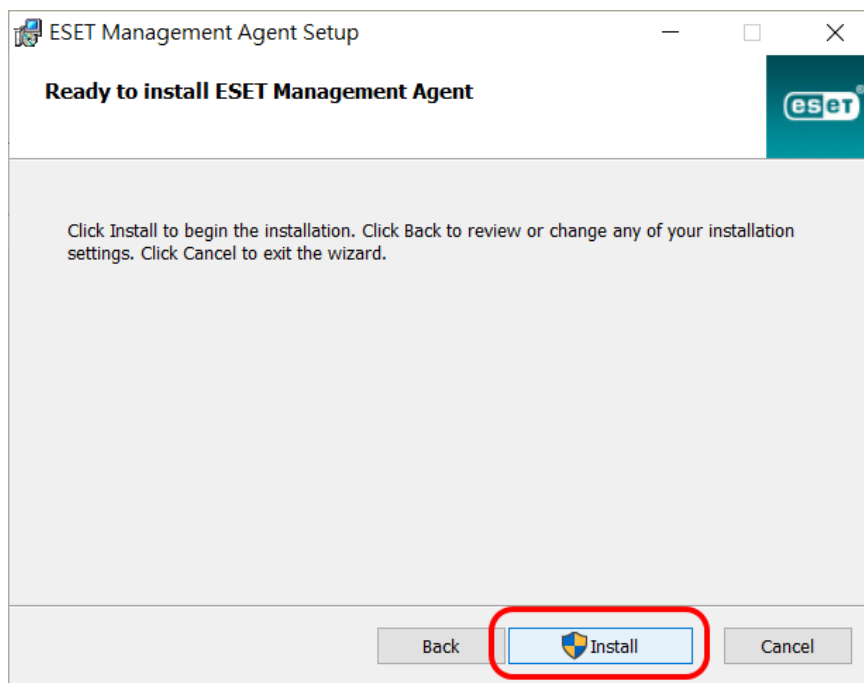 ESET Management Agent Setup
Ready to install ESET Management Agent
eseT®
Click Install to begin the installation. Click Back to review or change any of your installation
settings. Click Cancel to exit the wizard.
Back
Install
Cancel